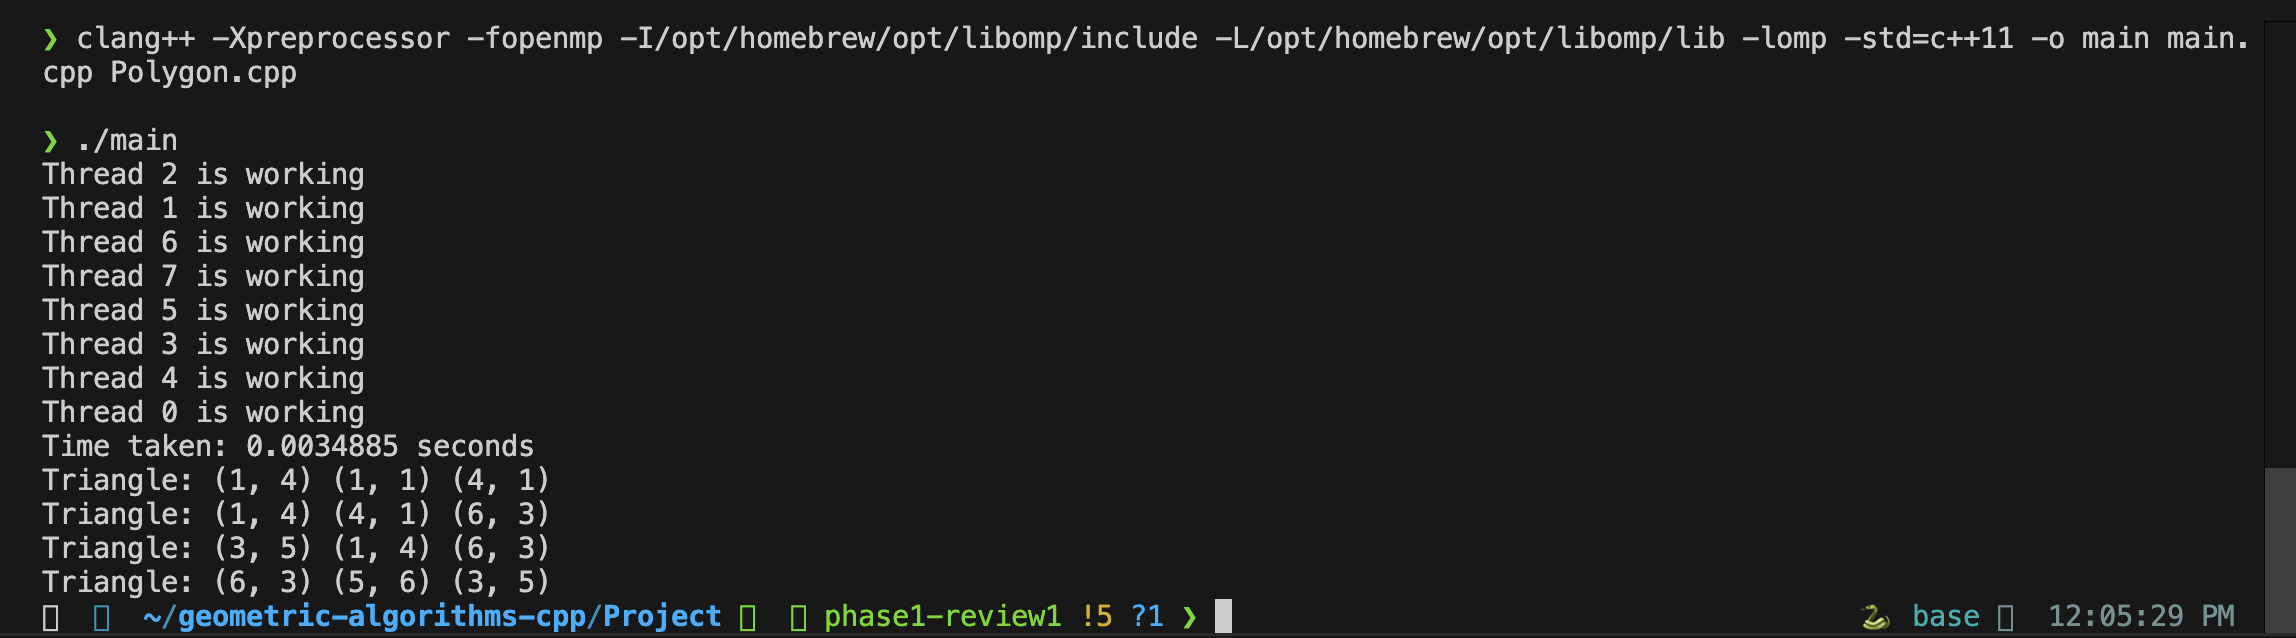 ❯ clang++ -Xpreprocessor -fopenmp -I/opt/homebrew/opt/libomp/include -L/opt/homebrew/opt/libomp/lib -lomp -std=c++11 -o main main.
cpp Polygon.cpp
❯ ./main
Thread 2 is working
Thread 1 is working
Thread 6 is working
Thread 7 is working
Thread 5 is working
Thread 3 is working
Thread 4 is working
Thread 0 is working
Time taken: 0.0034885 seconds
Triangle: (1, 4) (1, 1) (4, 1)
Triangle: (1, 4) (4, 1) (6, 3)
Triangle: (3, 5) (1, 4) (6, 3)
Triangle: (6, 3) (5, 6) (3, 5)
~/geometric-algorithms-cpp/Project phase1-review1 !5 ?1 ❯ 🐍 base 12:05:29 PM